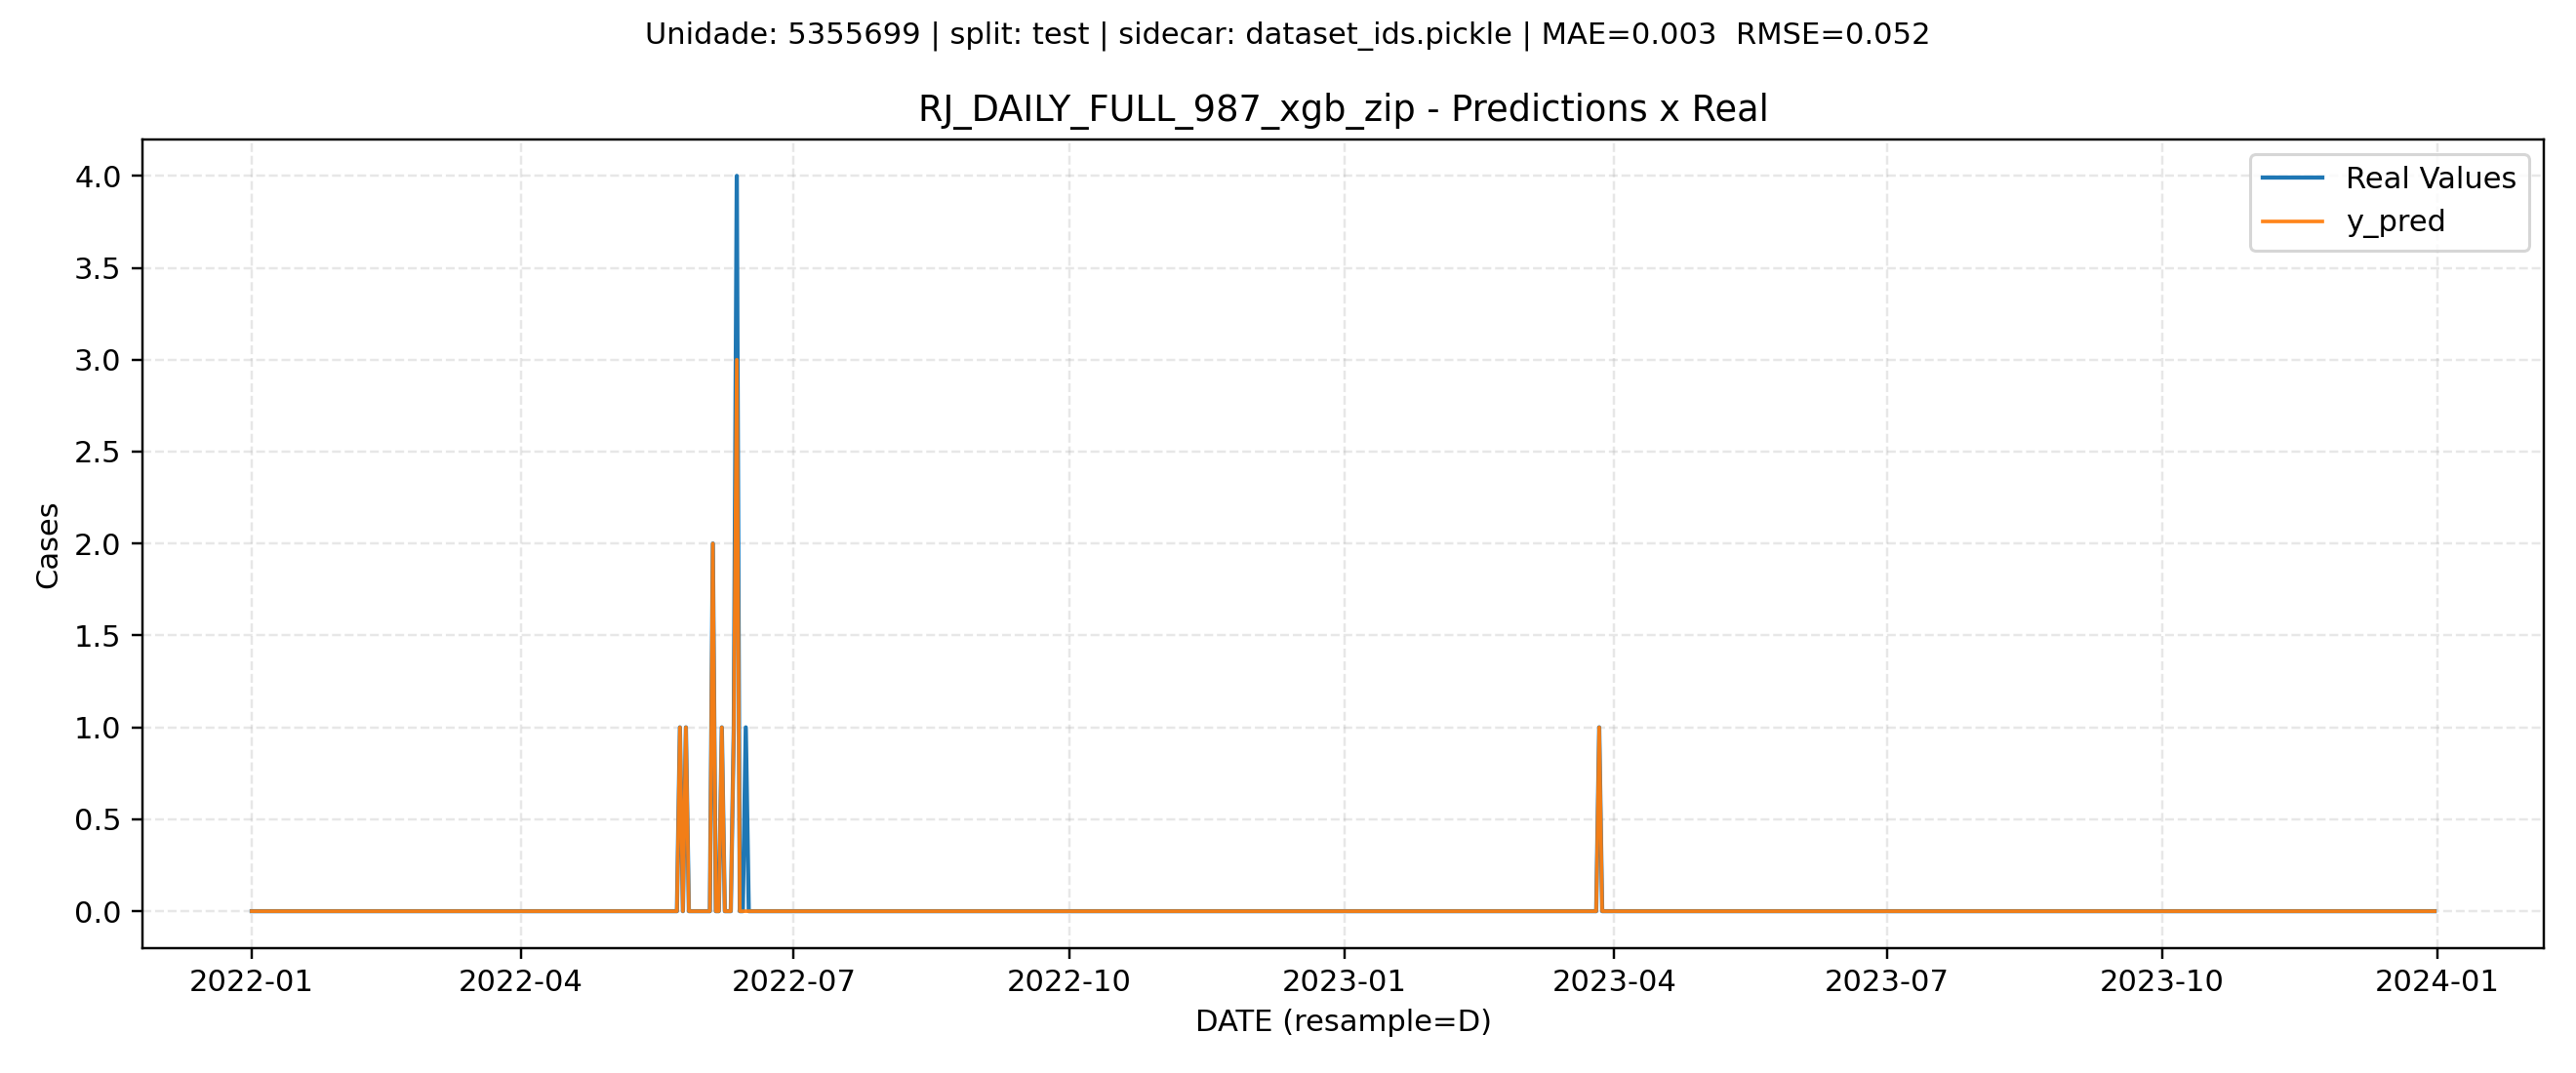 Unidade: 5355699 | split: test | sidecar: dataset_ids.pickle | MAE=0.003  RMSE=0.052
RJ_DAILY_FULL_987_xgb_zip - Predictions x Real
Real Values
y_pred
4.0
3.5
3.0
2.5
2.0
1.5
1.0
0.5
0.0
Cases
2022-01 2022-04 2022-07 2022-10 2023-01 2023-04 2023-07 2023-10 2024-01
DATE (resample=D)